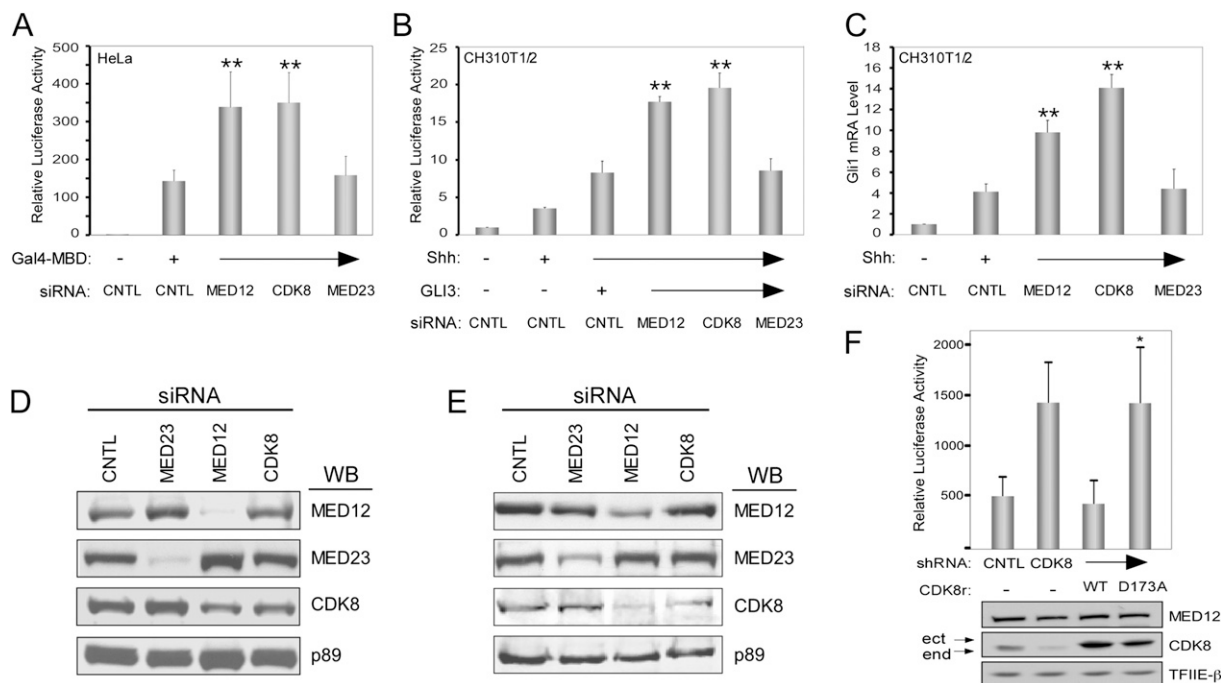 A
HeLa
Relative Luciferase Activity
500
450
400
350
300
250
200
150
100
50
0
** **
Gal4-MBD: - +
siRNA: CNTL CNTL MED12 CDK8 MED23
B
CH310T1/2
Relative Luciferase Activity
25
20
15
10
5
0
** **
Shh: - +
GLI3: - - +
siRNA: CNTL CNTL CNTL MED12 CDK8 MED23
C
CH310T1/2
Gli1 mRA Level
18
16
14
12
10
8
6
4
2
0
** **
Shh: - +
siRNA: CNTL CNTL MED12 CDK8 MED23
D
siRNA
CNTL MED23 MED12 CDK8
WB
MED12
MED23
CDK8
p89
E
siRNA
CNTL MED23 MED12 CDK8
WB
MED12
MED23
CDK8
p89
F
Relative Luciferase Activity
2000
1500
1000
500
*
shRNA: CNTL CDK8
CDK8r: - - WT D173A
MED12
ect
end
CDK8
TFIIE-β